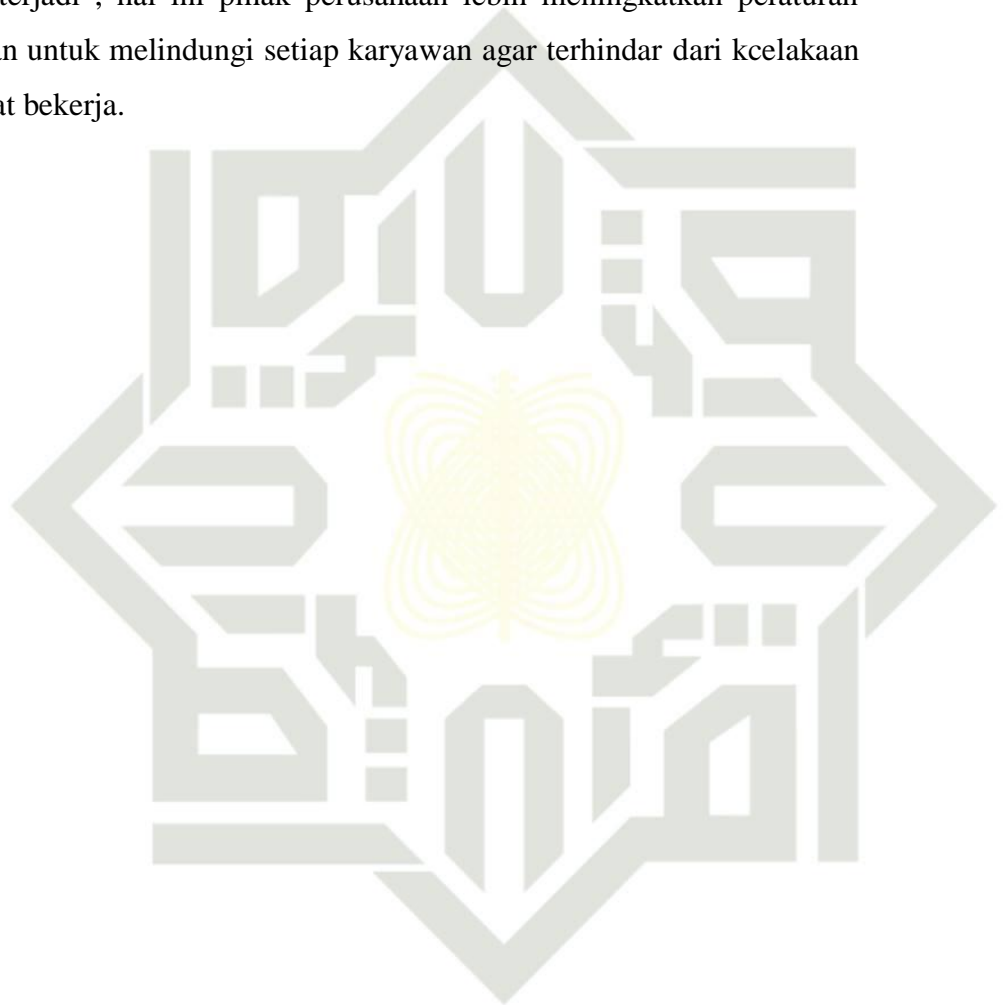 terjadi , hal ini pihak perusahaan lebih meningkatkan peraturan
an untuk melindungi setiap karyawan agar terhindar dari kcelakaan
at bekerja.